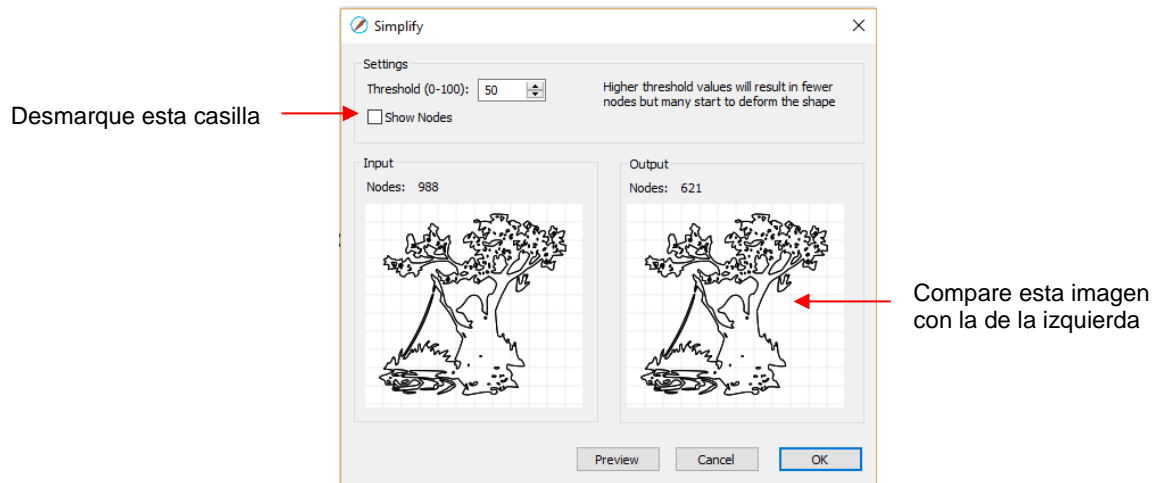 Simplify
Settings
Threshold (0-100): 50
Higher threshold values will result in fewer
nodes but many start to deform the shape
Desmarque esta casilla
Show Nodes
Input
Output
Nodes: 988
Nodes: 621
Compare esta imagen
con la de la izquierda
Preview
Cancel
OK